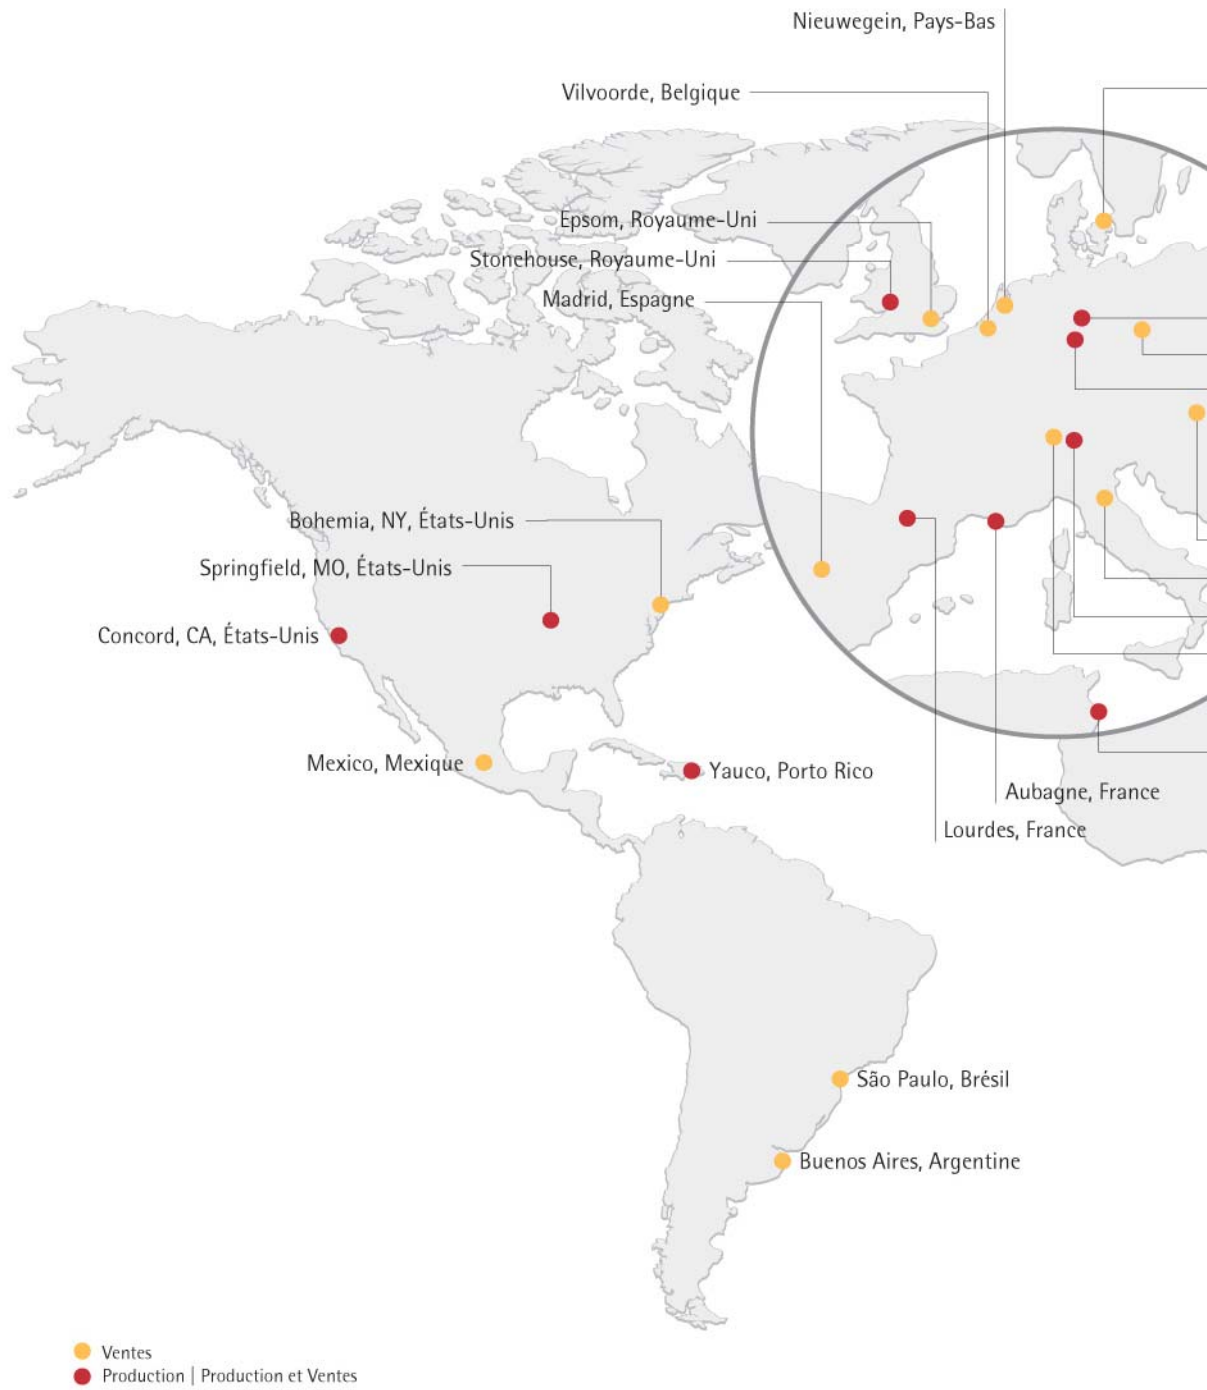 Nieuwegein, Pays-Bas
Vilvoorde, Belgique
Epsom, Royaume-Uni
Stonehouse, Royaume-Uni
Madrid, Espagne
Bohemia, NY, États-Unis
Springfield, MO, États-Unis
Concord, CA, États-Unis
Mexico, Mexique
Yauco, Porto Rico
Aubagne, France
Lourdes, France
São Paulo, Brésil
Buenos Aires, Argentine
Ventes
Production | Production et Ventes